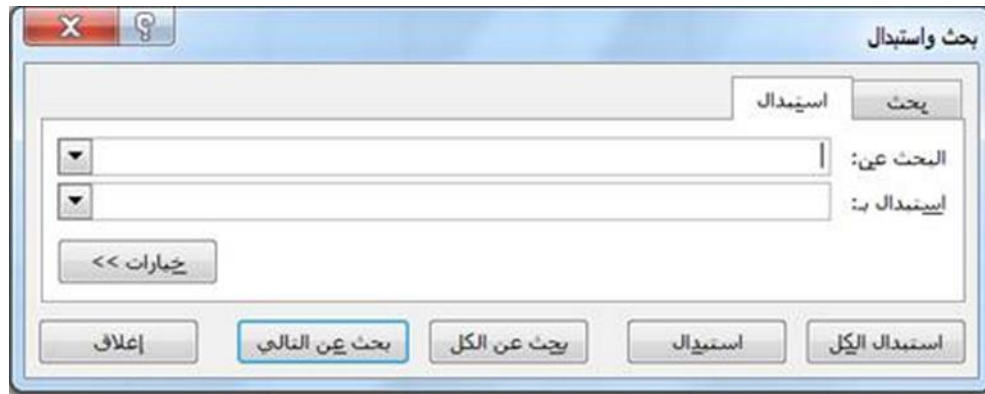 بحث واستبدال
بحث استبدال
البحث عن:
استبدال بـ:
خيارات >>
استبدال الكل استبدال بحث عن الكل بحث عن التالي إغلاق